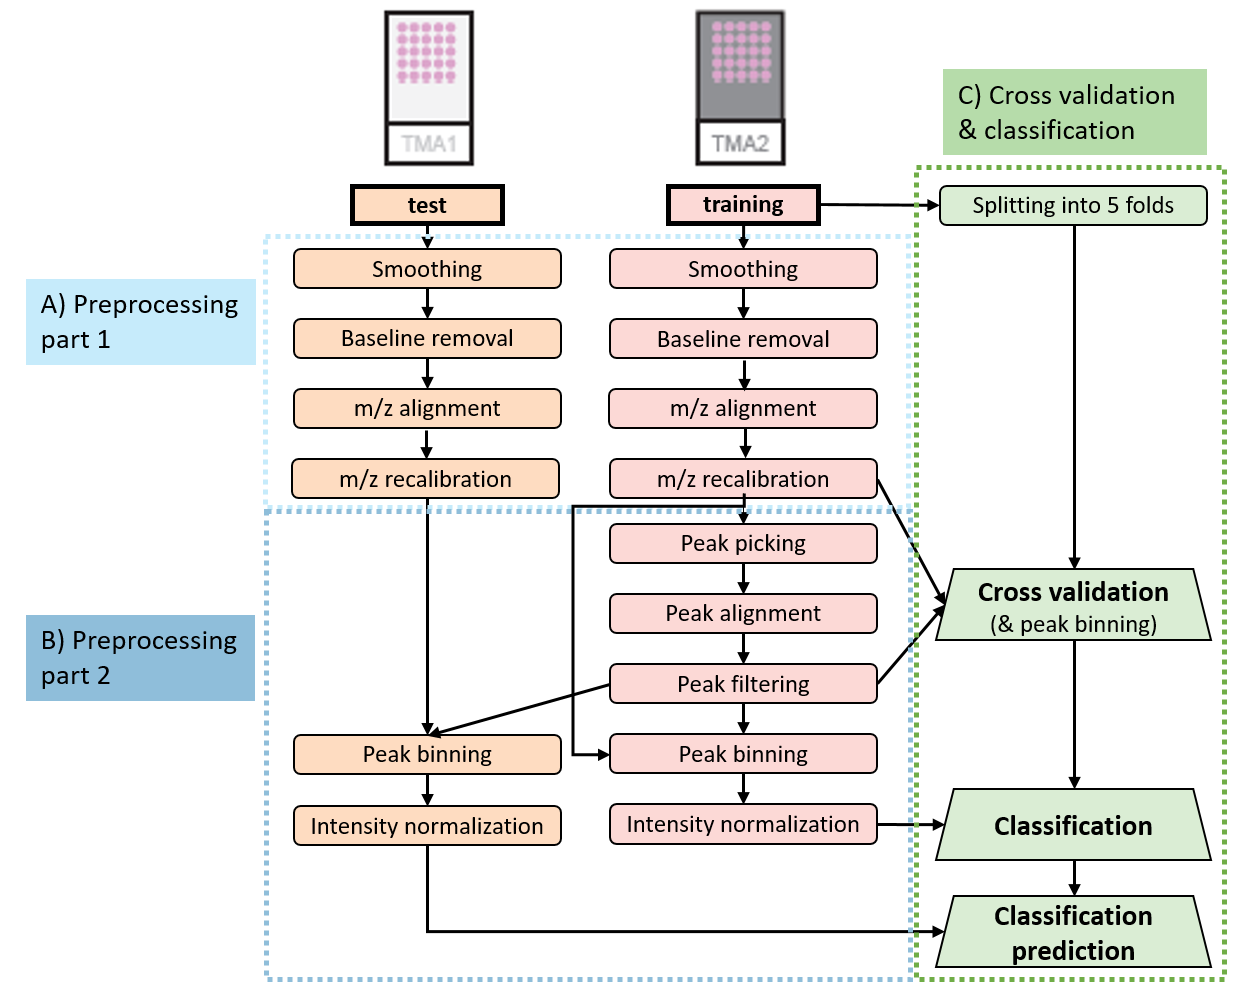 TMA1
TMA2
C) Cross validation
& classification
test
training
Splitting into 5 folds
A) Preprocessing
part 1
Smoothing
Smoothing
Baseline removal
Baseline removal
m/z alignment
m/z alignment
m/z recalibration
m/z recalibration
B) Preprocessing
part 2
Peak picking
Peak alignment
Peak filtering
Cross validation
(& peak binning)
Peak binning
Peak binning
Intensity normalization
Intensity normalization
Classification
Classification
prediction